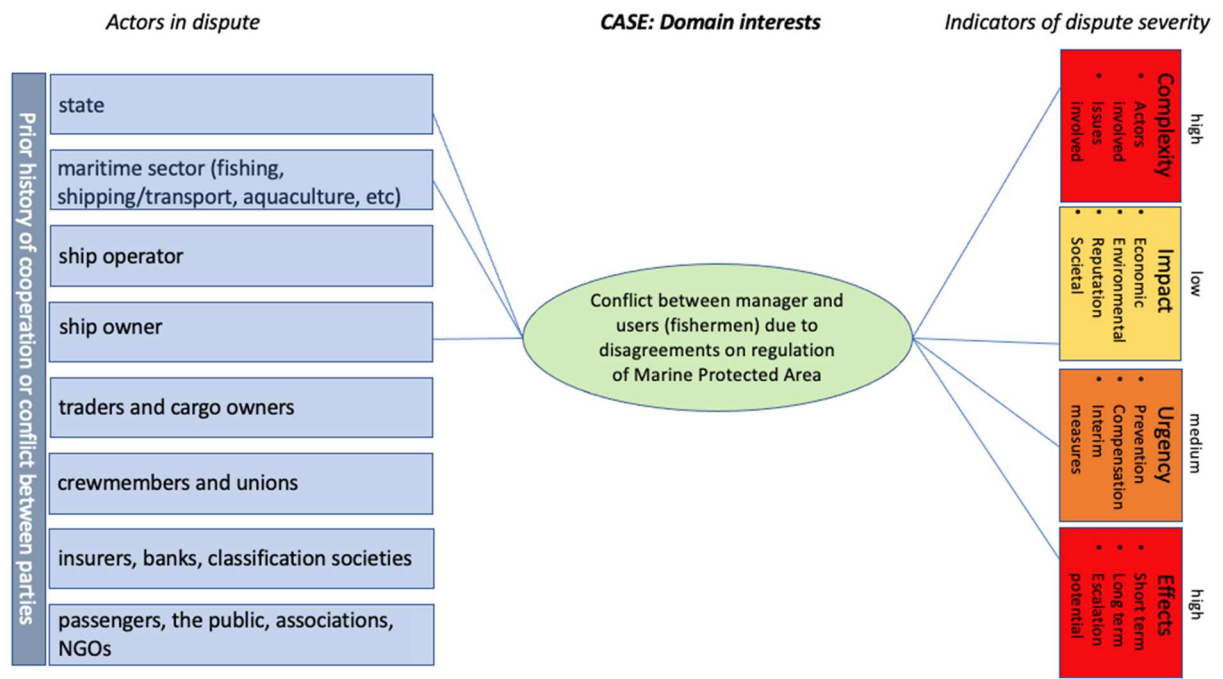 Actors in dispute
CASE: Domain interests
Indicators of dispute severity
Prior history of cooperation or conflict between parties
state
maritime sector (fishing,
shipping/transport, aquaculture, etc)
ship operator
ship owner
traders and cargo owners
crewmembers and unions
insurers, banks, classification societies
passengers, the public, associations,
NGOs
Conflict between manager and
users (fishermen) due to
disagreements on regulation
of Marine Protected Area
Complexity
• Actors
involved
• Issues
involved
high
Impact
• Economic
• Environmental
• Reputation
• Societal
low
Urgency
• Prevention
• Compensation
• Interim
measures
medium
Effects
• Short term
• Long term
• Escalation
potential
high